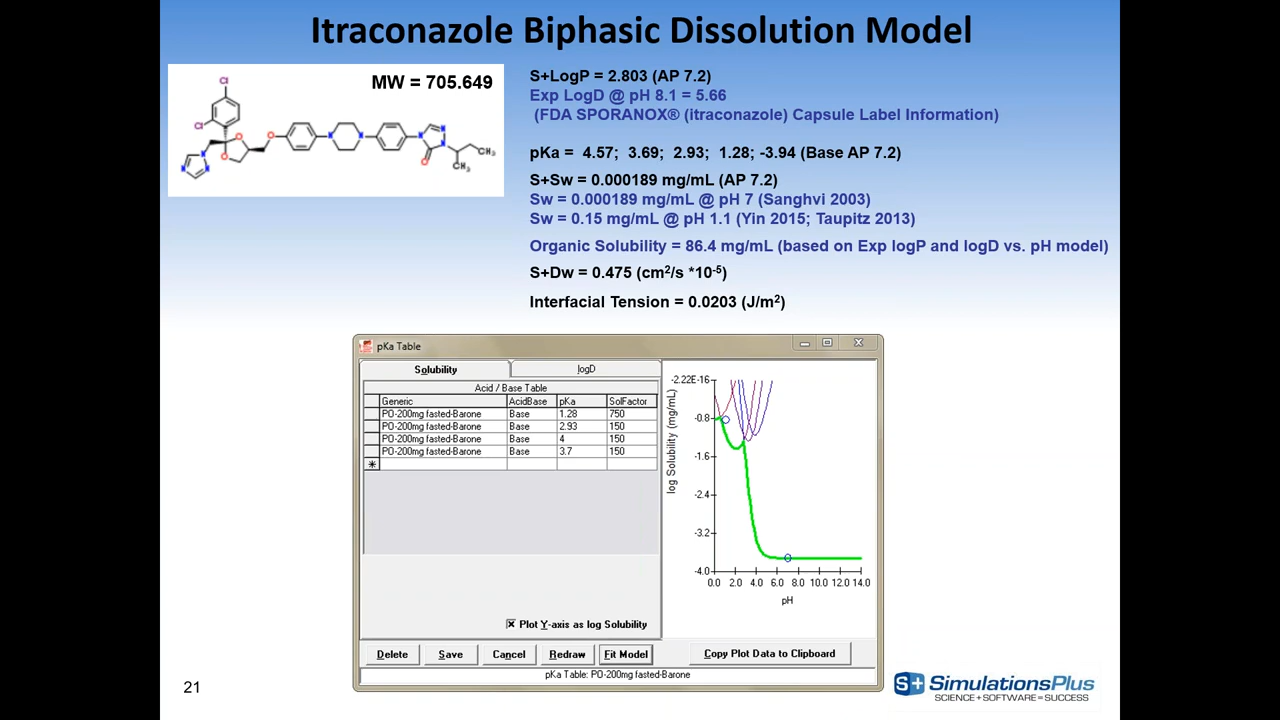 Itraconazole Biphasic Dissolution Model
MW = 705.649
Cl
Cl
O
O
O
N
N
N
N
N
N
N
N
O
CH₃
CH₃
S+LogP = 2.803 (AP 7.2)
Exp LogD @ pH 8.1 = 5.66
(FDA SPORANOX® (itraconazole) Capsule Label Information)
pKa = 4.57; 3.69; 2.93; 1.28; -3.94 (Base AP 7.2)
S+Sw = 0.000189 mg/mL (AP 7.2)
Sw = 0.000189 mg/mL @ pH 7 (Sanghvi 2003)
Sw = 0.15 mg/mL @ pH 1.1 (Yin 2015; Taupitz 2013)
Organic Solubility = 86.4 mg/mL (based on Exp logP and logD vs. pH model)
S+Dw = 0.475 (cm²/s *10⁻⁵)
Interfacial Tension = 0.0203 (J/m²)
pKa Table
Solubility logD
Acid / Base Table
Generic AcidBase pKa SolFactor
PO-200mg fasted-Barone Base 1.28 750
PO-200mg fasted-Barone Base 2.93 150
PO-200mg fasted-Barone Base 4 150
PO-200mg fasted-Barone Base 3.7 150
Plot Y-axis as log Solubility
log Solubility (mg/mL)
-2.22E-16
-0.8
-1.6
-2.4
-3.2
-4.0
0.0 2.0 4.0 6.0 8.0 10.0 12.0 14.0
pH
Delete Save Cancel Redraw Fit Model Copy Plot Data to Clipboard
pKa Table: PO-200mg fasted-Barone
21
S+ SimulationsPlus
SCIENCE+SOFTWARE=SUCCESS